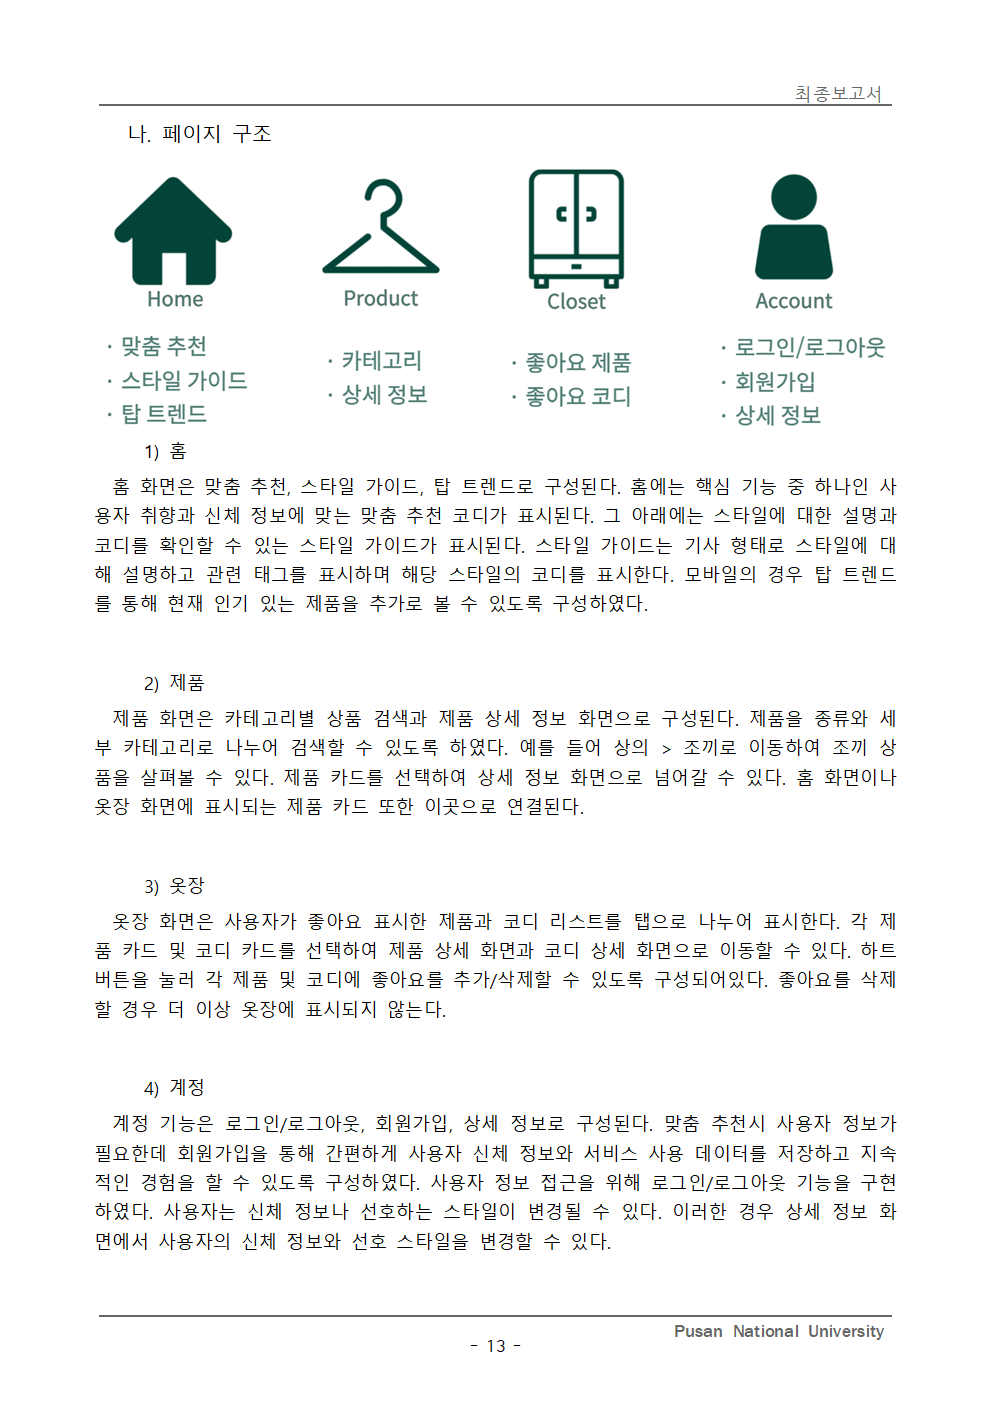 최종보고서
나. 페이지 구조
Home
Product
Closet
Account
· 맞춤 추천
· 스타일 가이드
· 탑 트렌드
· 카테고리
· 상세 정보
· 좋아요 제품
· 좋아요 코디
· 로그인/로그아웃
· 회원가입
· 상세 정보
1) 홈
홈 화면은 맞춤 추천, 스타일 가이드, 탑 트렌드로 구성된다. 홈에는 핵심 기능 중 하나인 사
용자 취향과 신체 정보에 맞는 맞춤 추천 코디가 표시된다. 그 아래에는 스타일에 대한 설명과
코디를 확인할 수 있는 스타일 가이드가 표시된다. 스타일 가이드는 기사 형태로 스타일에 대
해 설명하고 관련 태그를 표시하며 해당 스타일의 코디를 표시한다. 모바일의 경우 탑 트렌드
를 통해 현재 인기 있는 제품을 추가로 볼 수 있도록 구성하였다.
2) 제품
제품 화면은 카테고리별 상품 검색과 제품 상세 정보 화면으로 구성된다. 제품을 종류와 세
부 카테고리로 나누어 검색할 수 있도록 하였다. 예를 들어 상의 > 조끼로 이동하여 조끼 상
품을 살펴볼 수 있다. 제품 카드를 선택하여 상세 정보 화면으로 넘어갈 수 있다. 홈 화면이나
옷장 화면에 표시되는 제품 카드 또한 이곳으로 연결된다.
3) 옷장
옷장 화면은 사용자가 좋아요 표시한 제품과 코디 리스트를 탭으로 나누어 표시한다. 각 제
품 카드 및 코디 카드를 선택하여 제품 상세 화면과 코디 상세 화면으로 이동할 수 있다. 하트
버튼을 눌러 각 제품 및 코디에 좋아요를 추가/삭제할 수 있도록 구성되어있다. 좋아요를 삭제
할 경우 더 이상 옷장에 표시되지 않는다.
4) 계정
계정 기능은 로그인/로그아웃, 회원가입, 상세 정보로 구성된다. 맞춤 추천시 사용자 정보가
필요한데 회원가입을 통해 간편하게 사용자 신체 정보와 서비스 사용 데이터를 저장하고 지속
적인 경험을 할 수 있도록 구성하였다. 사용자 정보 접근을 위해 로그인/로그아웃 기능을 구현
하였다. 사용자는 신체 정보나 선호하는 스타일이 변경될 수 있다. 이러한 경우 상세 정보 화
면에서 사용자의 신체 정보와 선호 스타일을 변경할 수 있다.
Pusan National University
- 13 -